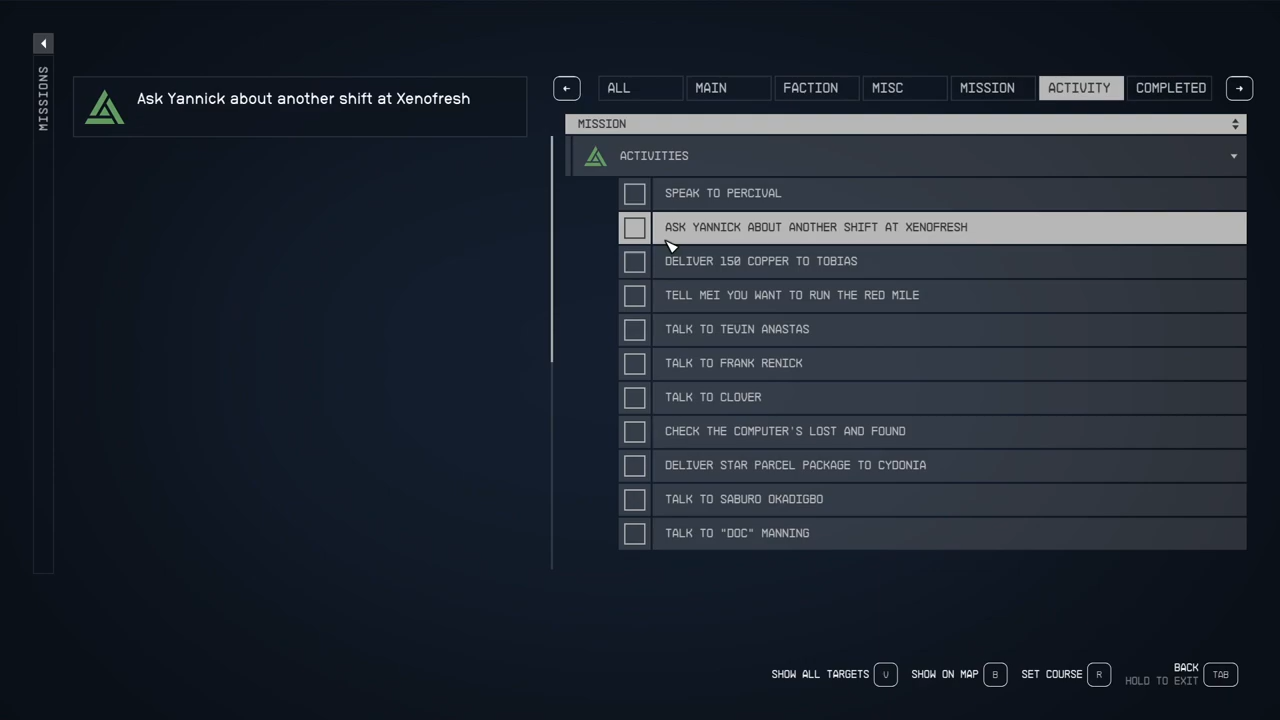 MISSIONS
Ask Yannick about another shift at Xenofresh
ALL
MAIN
FACTION
MISC
MISSION
ACTIVITY
COMPLETED
MISSION
ACTIVITIES
SPEAK TO PERCIVAL
ASK YANNICK ABOUT ANOTHER SHIFT AT XENOFRESH
DELIVER 150 COPPER TO TOBIAS
TELL MEI YOU WANT TO RUN THE RED MILE
TALK TO TEVIN ANASTAS
TALK TO FRANK RENICK
TALK TO CLOVER
CHECK THE COMPUTER'S LOST AND FOUND
DELIVER STAR PARCEL PACKAGE TO CYDONIA
TALK TO SABURO OKADIGBO
TALK TO "DOC" MANNING
SHOW ALL TARGETS V
SHOW ON MAP B
SET COURSE R
BACK
HOLD TO EXIT
TAB